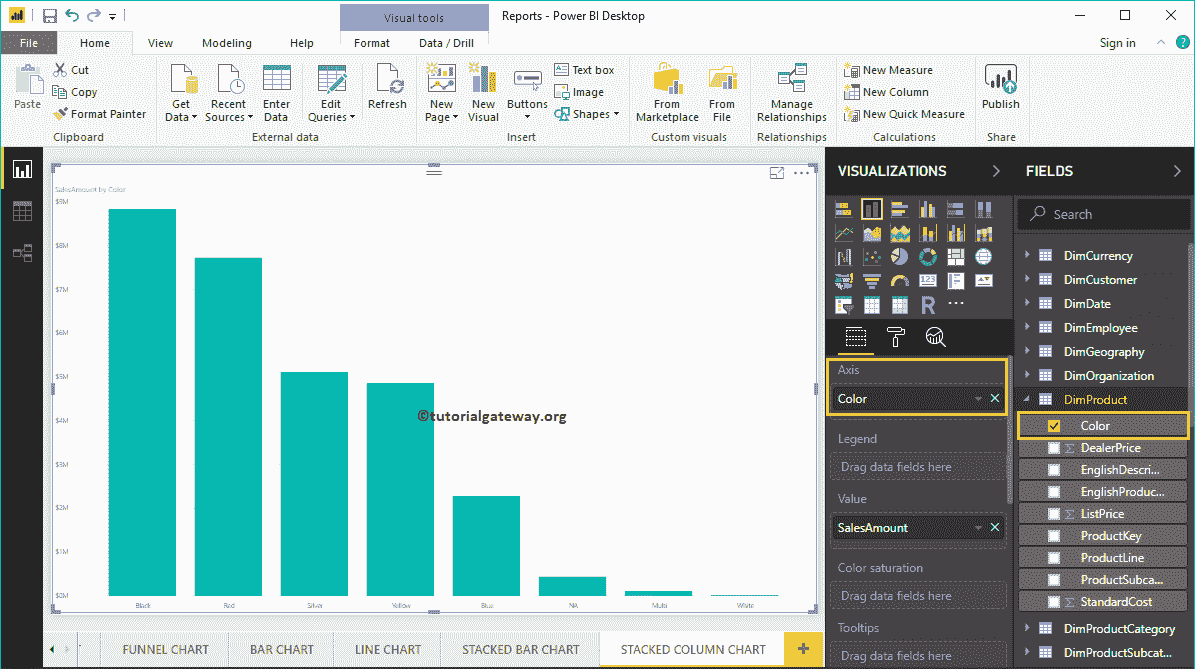 Visual tools
Reports - Power BI Desktop
File
Home
View
Modeling
Help
Format
Data / Drill
Sign in
?
Paste
Cut
Copy
Format Painter
Clipboard
Get Data
Recent Sources
Enter Data
Edit Queries
External data
Refresh
New Page
New Visual
Buttons
Text box
Image
Shapes
Insert
From Marketplace
From File
Custom visuals
Manage Relationships
Relationships
New Measure
New Column
New Quick Measure
Calculations
Publish
Share
SalesAmount by Color
$9M
$8M
$7M
$6M
$5M
$4M
$3M
$2M
$1M
$0M
Black
Red
Silver
Yellow
Blue
NA
Multi
White
©tutorialgateway.org
VISUALIZATIONS
123
R
Axis
Color
Legend
Drag data fields here
Value
SalesAmount
Color saturation
Drag data fields here
Tooltips
Drag data fields here
FIELDS
Search
DimCurrency
DimCustomer
DimDate
DimEmployee
DimGeography
DimOrganization
DimProduct
Color
Σ DealerPrice
EnglishDescri...
EnglishProduc...
Σ ListPrice
ProductKey
ProductLine
ProductSubca...
Σ StandardCost
DimProductCategory
DimProductSubcat...
FUNNEL CHART
BAR CHART
LINE CHART
STACKED BAR CHART
STACKED COLUMN CHART
+